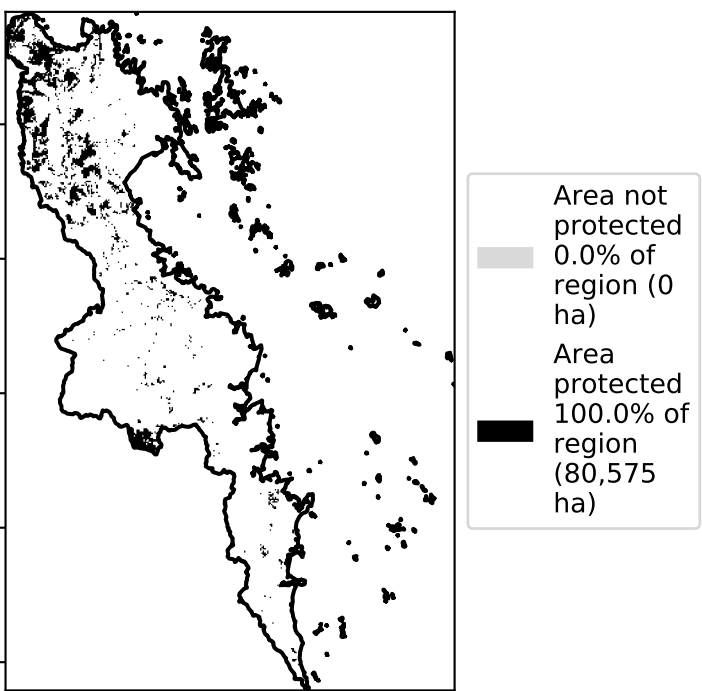 Area not
protected
0.0% of
region (0
ha)
Area
protected
100.0% of
region
(80,575
ha)